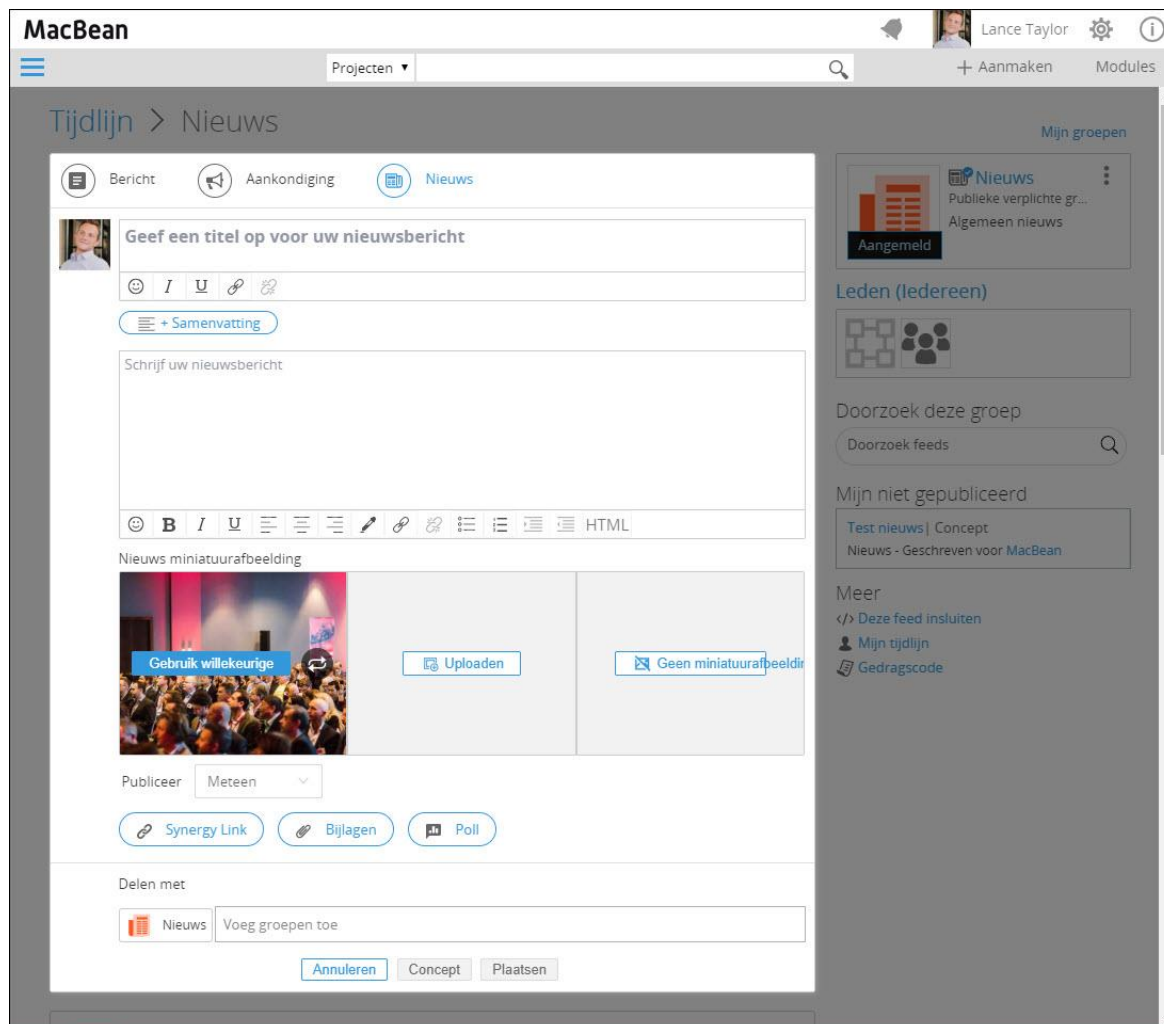 MacBean
Lance Taylor
Projecten
+ Aanmaken
Modules
Tijdlijn > Nieuws
Mijn groepen
Bericht
Aankondiging
Nieuws
Geef een titel op voor uw nieuwsbericht
I U
+ Samenvatting
Schrijf uw nieuwsbericht
B I U HTML
Nieuws miniatuurafbeelding
Gebruik willekeurige
Uploaden
Geen miniatuurafbeeldin
Publiceer
Meteen
Synergy Link
Bijlagen
Poll
Delen met
Nieuws
Voeg groepen toe
Annuleren
Concept
Plaatsen
Nieuws
Publieke verplichte gr...
Algemeen nieuws
Aangemeld
Leden (Iedereen)
Doorzoek deze groep
Doorzoek feeds
Mijn niet gepubliceerd
Test nieuws| Concept
Nieuws - Geschreven voor MacBean
Meer
</> Deze feed insluiten
Mijn tijdlijn
Gedragscode